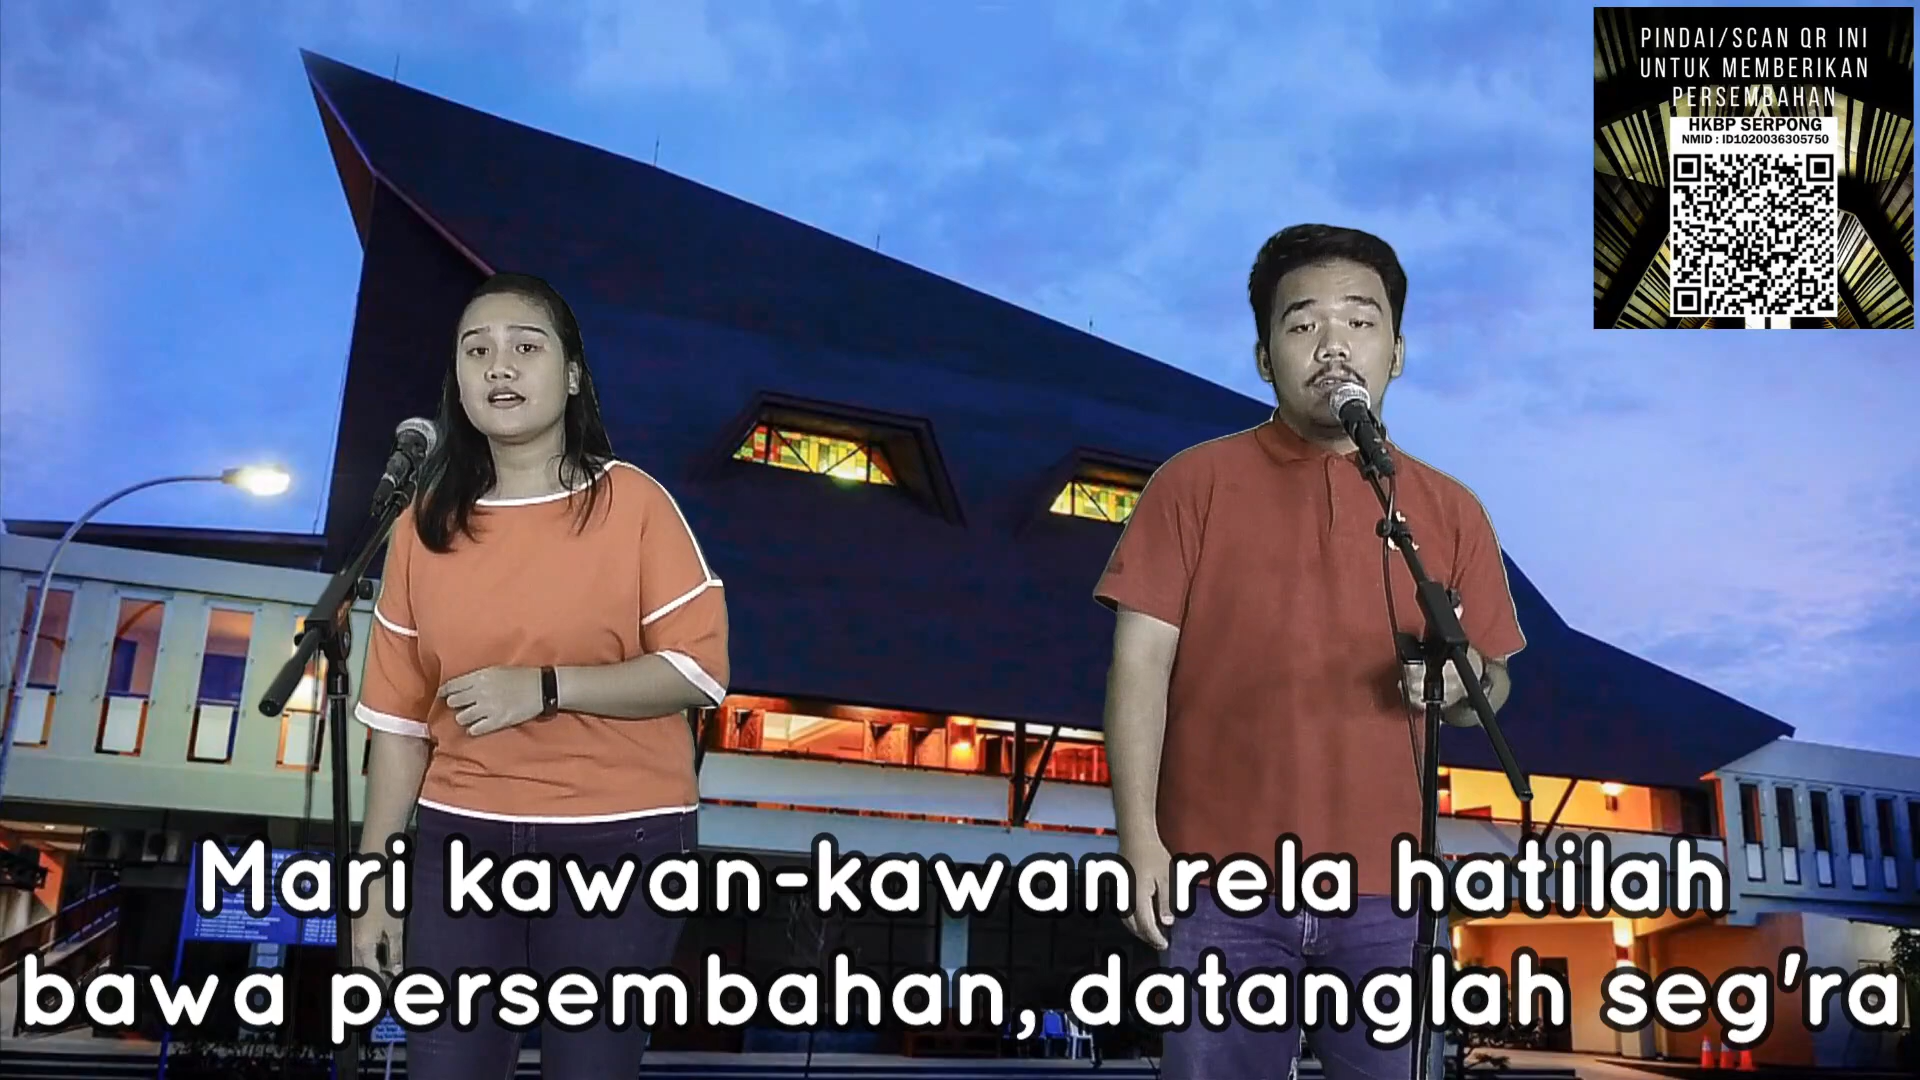 PINDAI/SCAN QR INI
UNTUK MEMBERIKAN
PERSEMBAHAN
HKBP SERPONG
NMID : ID1020036305750
Mari kawan-kawan rela hatilah
bawa persembahan, datanglah seg'ra